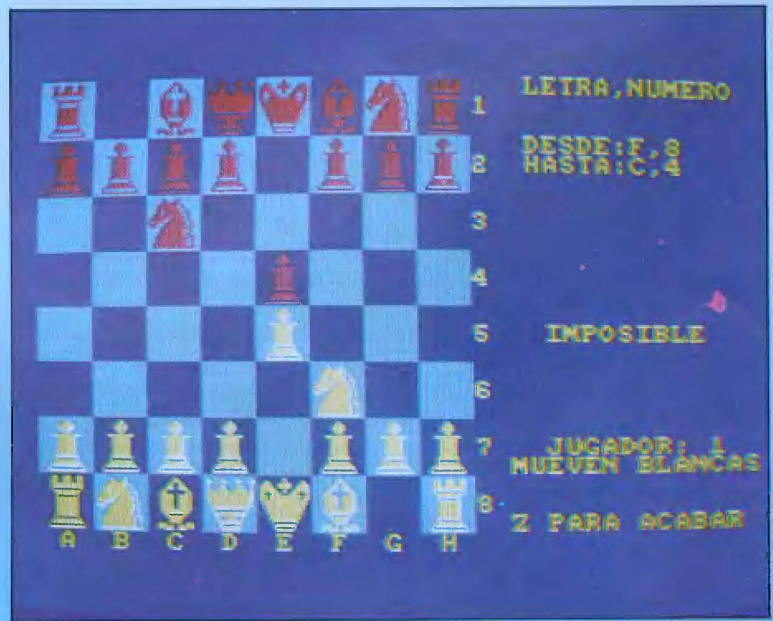 LETRA,NUMERO
DESDE:F,8
HASTA:C,4
1
2
3
4
5
6
7
8
IMPOSIBLE
JUGADOR: 1
MUEVEN BLANCAS
Z PARA ACABAR
A B C D E F G H